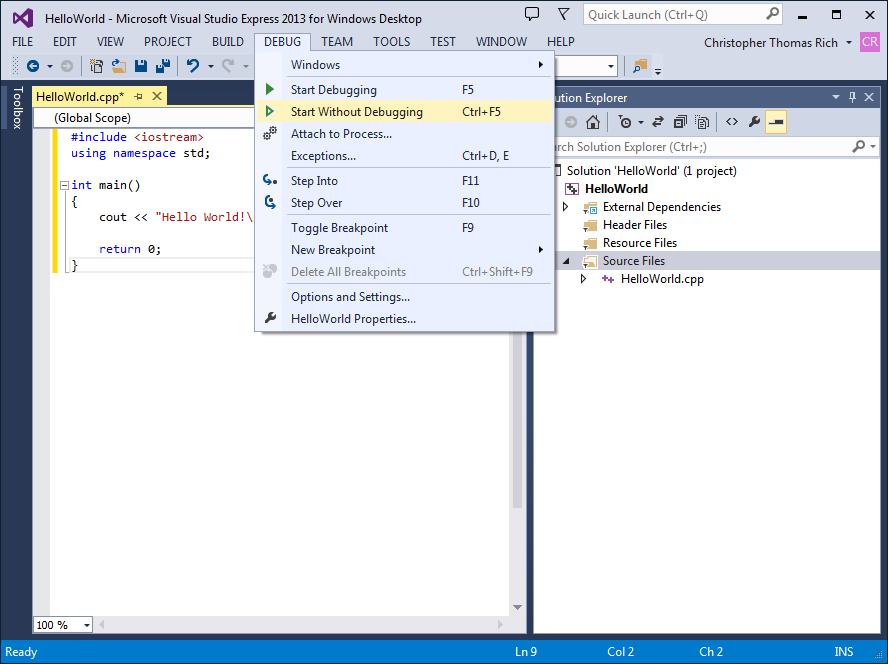 HelloWorld - Microsoft Visual Studio Express 2013 for Windows Desktop
Quick Launch (Ctrl+Q)
FILE EDIT VIEW PROJECT BUILD DEBUG TEAM TOOLS TEST WINDOW HELP
Christopher Thomas Rich CR
Toolbox
HelloWorld.cpp*
(Global Scope)
#include <iostream>
using namespace std;
int main()
{
cout << "Hello World!\
return 0;
}
Windows
Start Debugging F5
Start Without Debugging Ctrl+F5
Attach to Process...
Exceptions... Ctrl+D, E
Step Into F11
Step Over F10
Toggle Breakpoint F9
New Breakpoint
Delete All Breakpoints Ctrl+Shift+F9
Options and Settings...
HelloWorld Properties...
ution Explorer
rch Solution Explorer (Ctrl+;)
Solution 'HelloWorld' (1 project)
HelloWorld
External Dependencies
Header Files
Resource Files
Source Files
HelloWorld.cpp
100 %
Ready Ln 9 Col 2 Ch 2 INS